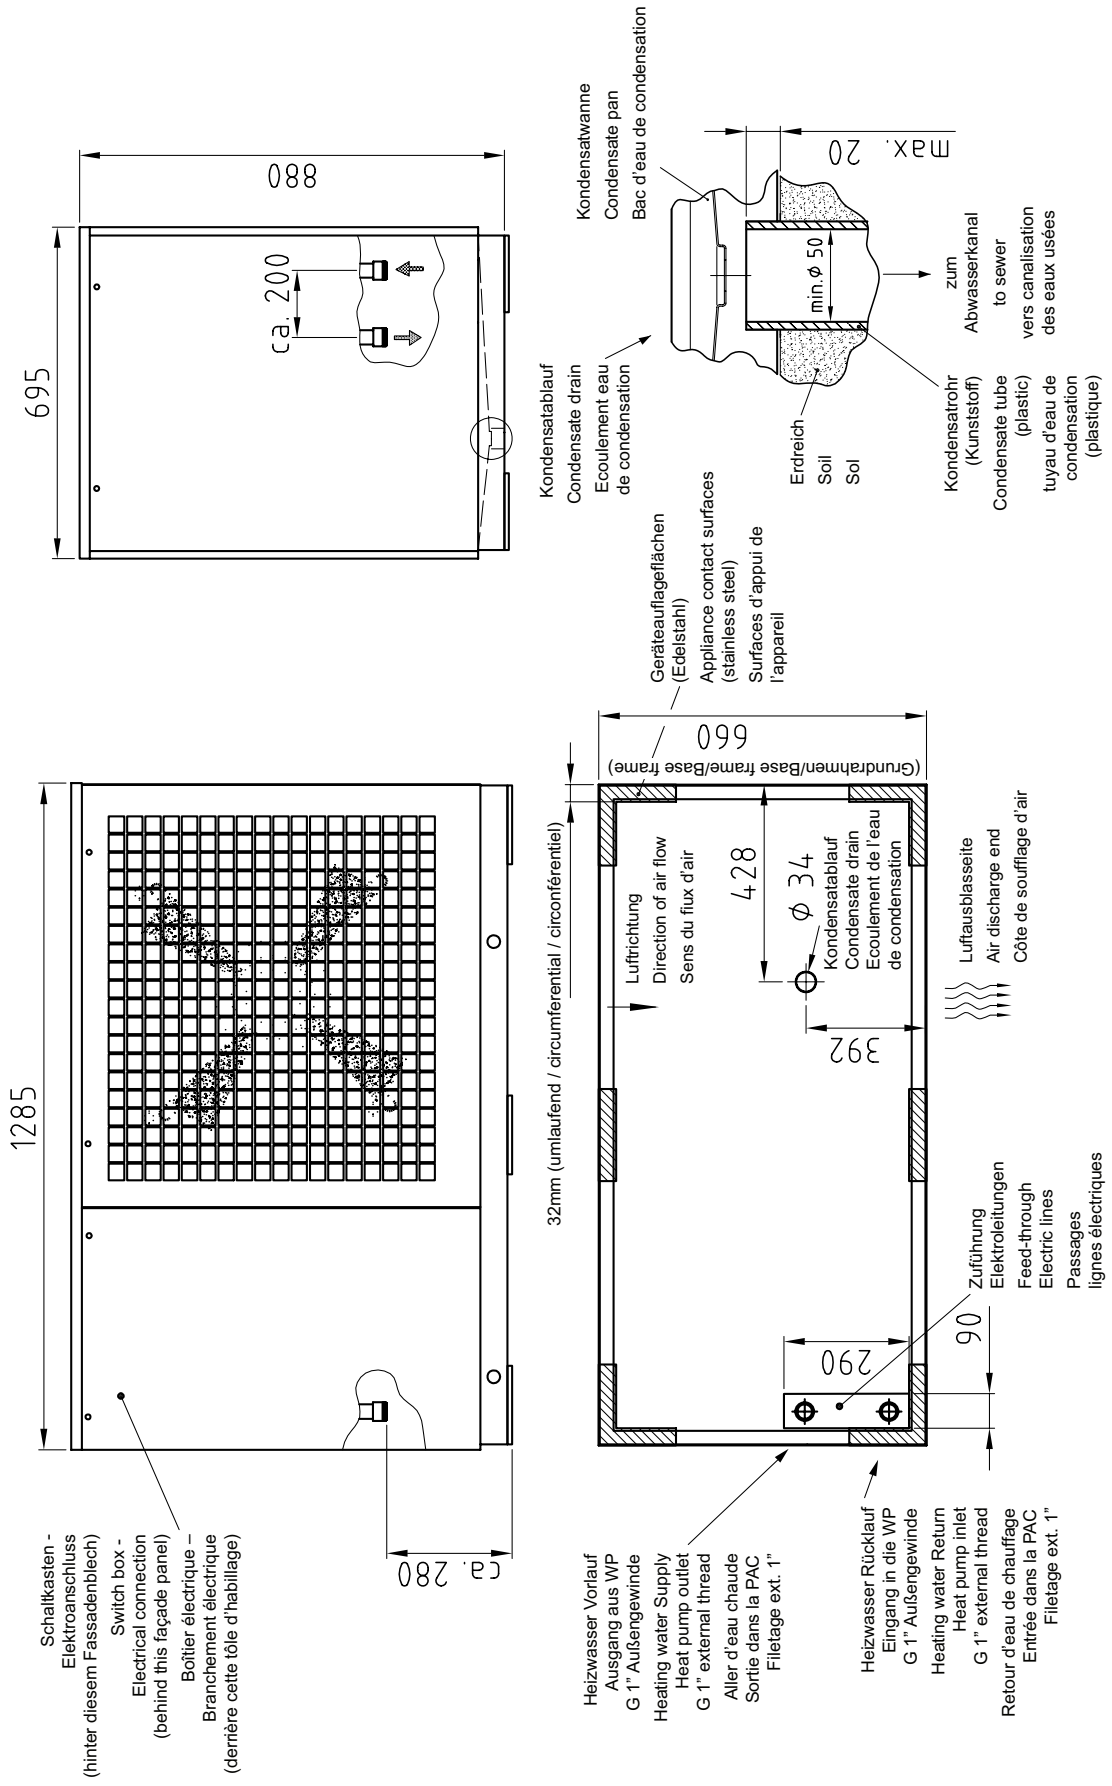 1285
Schaltkasten -
Elektroanschluss
(hinter diesem Fassadenblech)
Switch box -
Electrical connection
(behind this façade panel)
Boîtier électrique –
Branchement électrique
(derrière cette tôle d'habillage)
ca. 280
695
880
ca. 200
Heizwasser Vorlauf
Ausgang aus WP
G 1” Außengewinde
Heating water Supply
Heat pump outlet
G 1” external thread
Aller d'eau chaude
Sortie dans la PAC
Filetage ext. 1”
Heizwasser Rücklauf
Eingang in die WP
G 1” Außengewinde
Heating water Return
Heat pump inlet
G 1” external thread
Retour d'eau de chauffage
Entrée dans la PAC
Filetage ext. 1”
32mm (umlaufend / circumferential / circonférentiel)
Luftrichtung
Direction of air flow
Sens du flux d'air
428
Φ 34
Kondensatablauf
Condensate drain
Ecoulement de l'eau
de condensation
392
290
90
Zuführung
Elektroleitungen
Feed-through
Electric lines
Passages
lignes électriques
Luftausblasseite
Air discharge end
Côte de soufflage d'air
660
(Grundrahmen/Base frame/Base frame)
Geräteauflageflächen
(Edelstahl)
Appliance contact surfaces
(stainless steel)
Surfaces d'appui de
l'appareil
Kondensatablauf
Condensate drain
Ecoulement eau
de condensation
Kondensatwanne
Condensate pan
Bac d'eau de condensation
max. 20
min.Φ 50
Erdreich
Soil
Sol
Kondensatrohr
(Kunststoff)
Condensate tube
(plastic)
tuyau d'eau de
condensation
(plastique)
zum
Abwasserkanal
to sewer
vers canalisation
des eaux usées